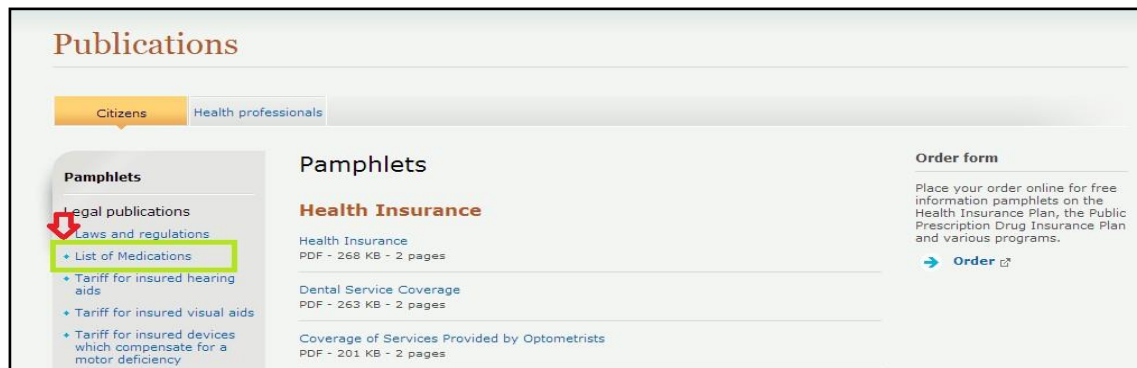 Publications
Citizens
Health professionals
Pamphlets
Legal publications
Laws and regulations
List of Medications
Tariff for insured hearing
aids
Tariff for insured visual aids
Tariff for insured devices
which compensate for a
motor deficiency
Pamphlets
Health Insurance
Health Insurance
PDF - 268 KB - 2 pages
Dental Service Coverage
PDF - 263 KB - 2 pages
Coverage of Services Provided by Optometrists
PDF - 201 KB - 2 pages
Order form
Place your order online for free
information pamphlets on the
Health Insurance Plan, the Public
Prescription Drug Insurance Plan
and various programs.
Order